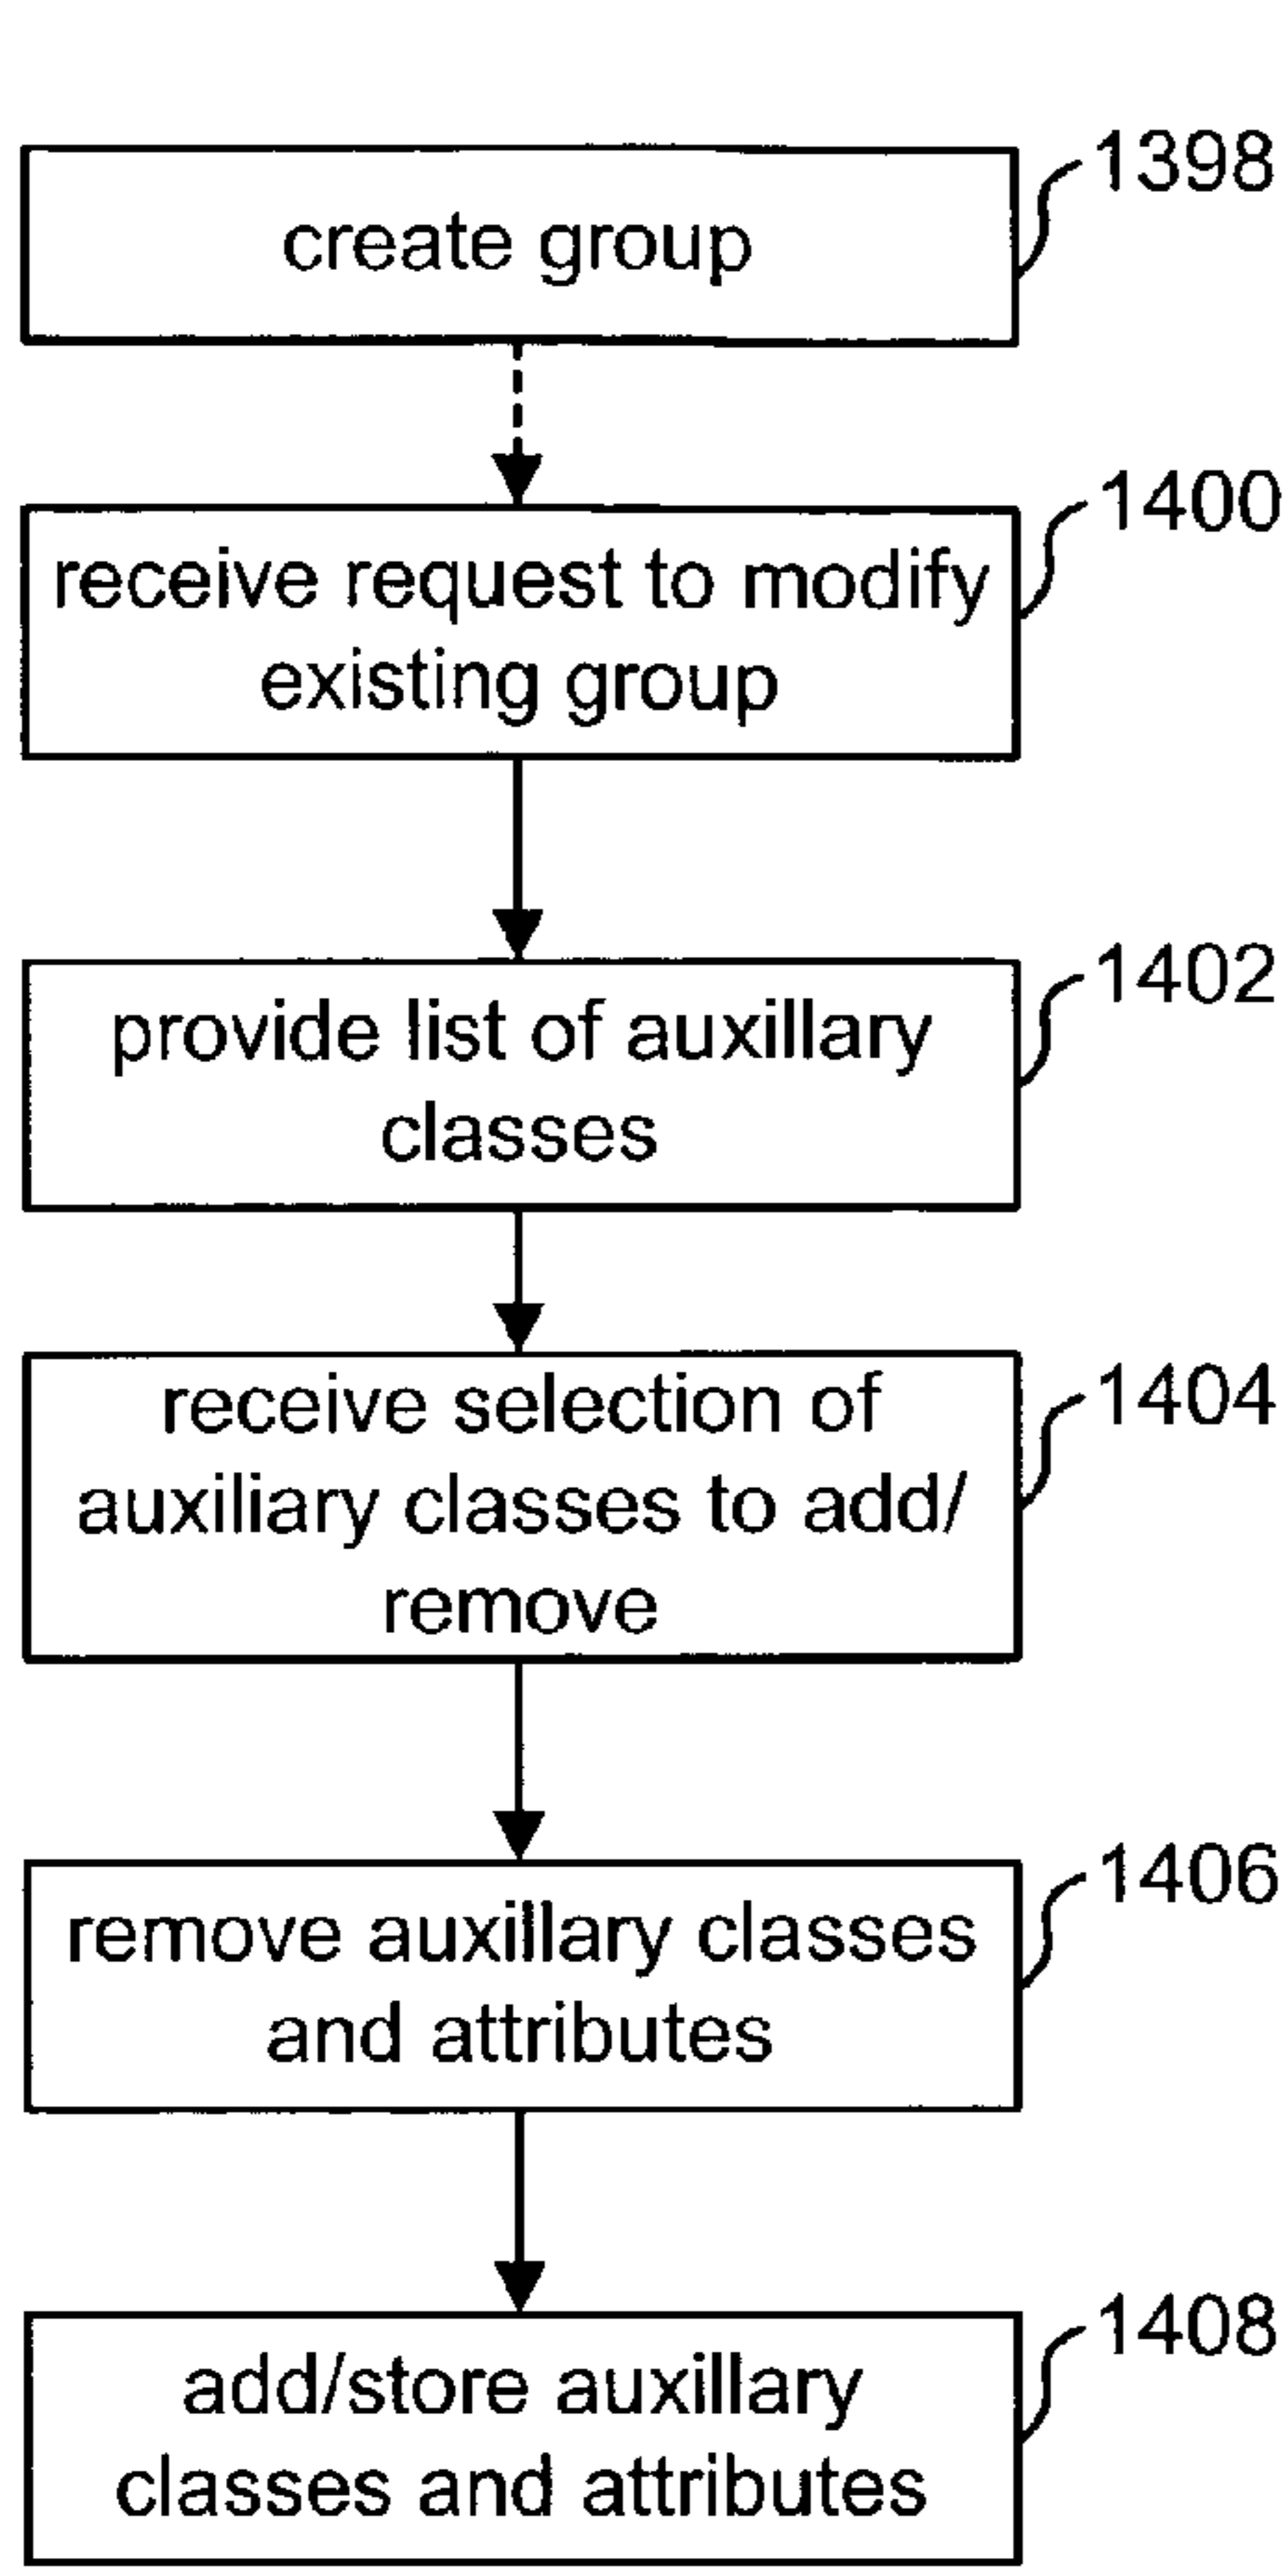 1398
create group
1400
receive request to modify
existing group
1402
provide list of auxillary
classes
1404
receive selection of
auxiliary classes to add/
remove
1406
remove auxillary classes
and attributes
1408
add/store auxillary
classes and attributes